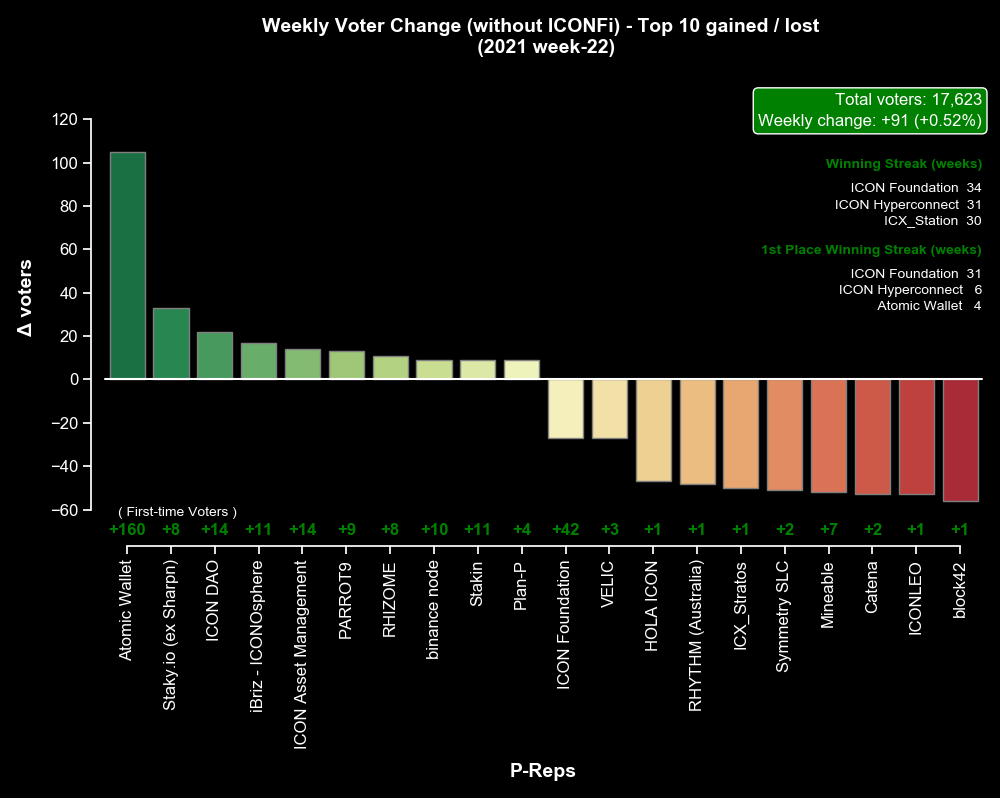 Weekly Voter Change (without ICONFi) - Top 10 gained / lost
(2021 week-22)
Total voters: 17,623
Weekly change: +91 (+0.52%)
Winning Streak (weeks)
ICON Foundation 34
ICON Hyperconnect 31
ICX_Station 30
1st Place Winning Streak (weeks)
ICON Foundation 31
ICON Hyperconnect 6
Atomic Wallet 4
Δ voters
120
100
80
60
40
20
0
−20
−40
−60
( First-time Voters )
+160 +8 +14 +11 +14 +9 +8 +10 +11 +4 +42 +3 +1 +1 +1 +2 +7 +2 +1 +1
Atomic Wallet
Staky.io (ex Sharpn)
ICON DAO
iBriz - ICONOsphere
ICON Asset Management
PARROT9
RHIZOME
binance node
Stakin
Plan-P
ICON Foundation
VELIC
HOLA ICON
RHYTHM (Australia)
ICX_Stratos
Symmetry SLC
Mineable
Catena
ICONLEO
block42
P-Reps